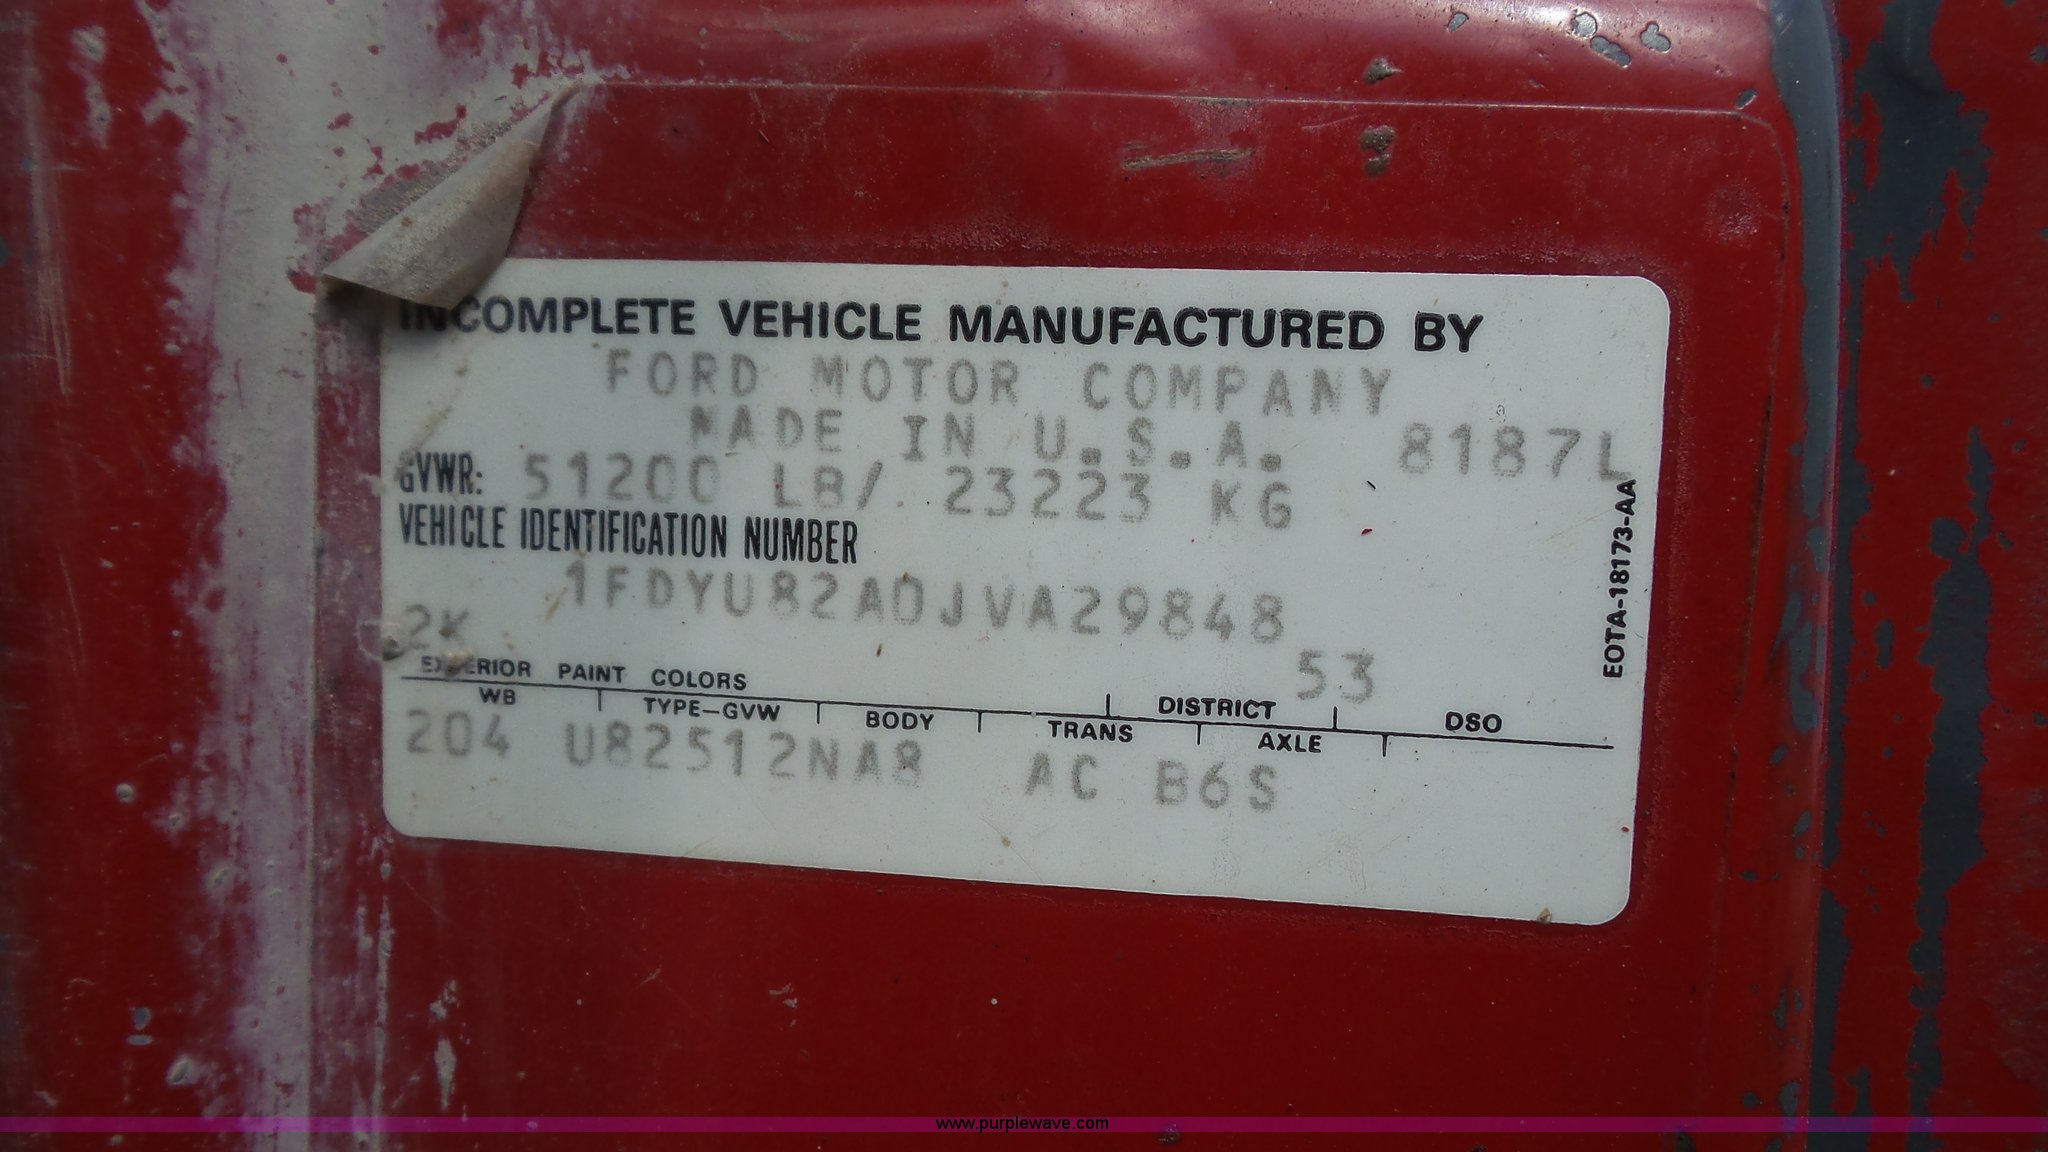 INCOMPLETE VEHICLE MANUFACTURED BY
FORD MOTOR COMPANY
MADE IN U.S.A. 8187L
GVWR: 51200 LB/ 23223 KG
VEHICLE IDENTIFICATION NUMBER
1FDYU82A0JVA29848
2K 53
EXTERIOR PAINT COLORS DISTRICT DSO
WB TYPE-GVW BODY TRANS AXLE
204 U82512NA8 AC B6S
EOTA-18173-AA
www.purplewave.com